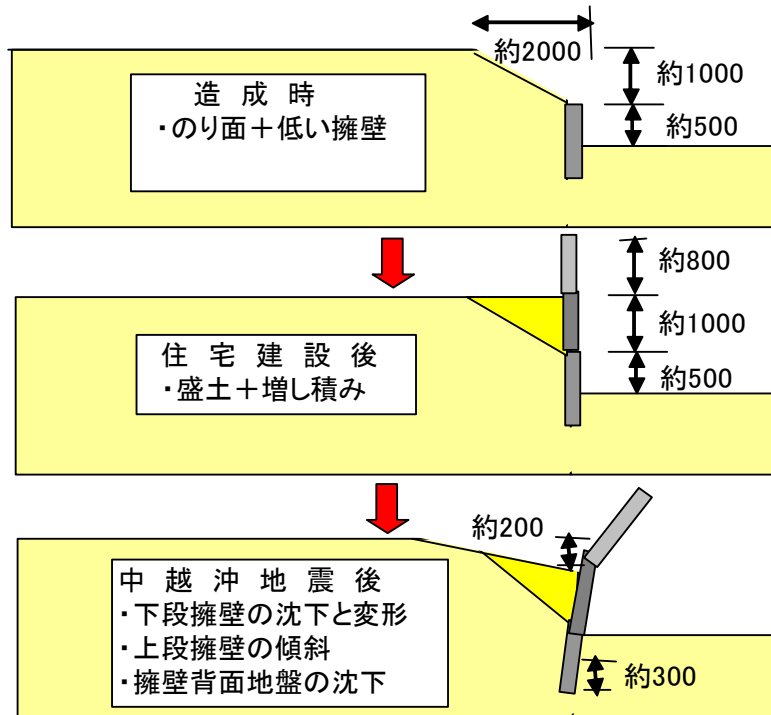 約2000
約1000
造 成 時
・のり面＋低い擁壁
約500
約800
住 宅 建 設 後
・盛土＋増し積み
約1000
約500
約200
中 越 沖 地 震 後
・下段擁壁の沈下と変形
・上段擁壁の傾斜
・擁壁背面地盤の沈下
約300